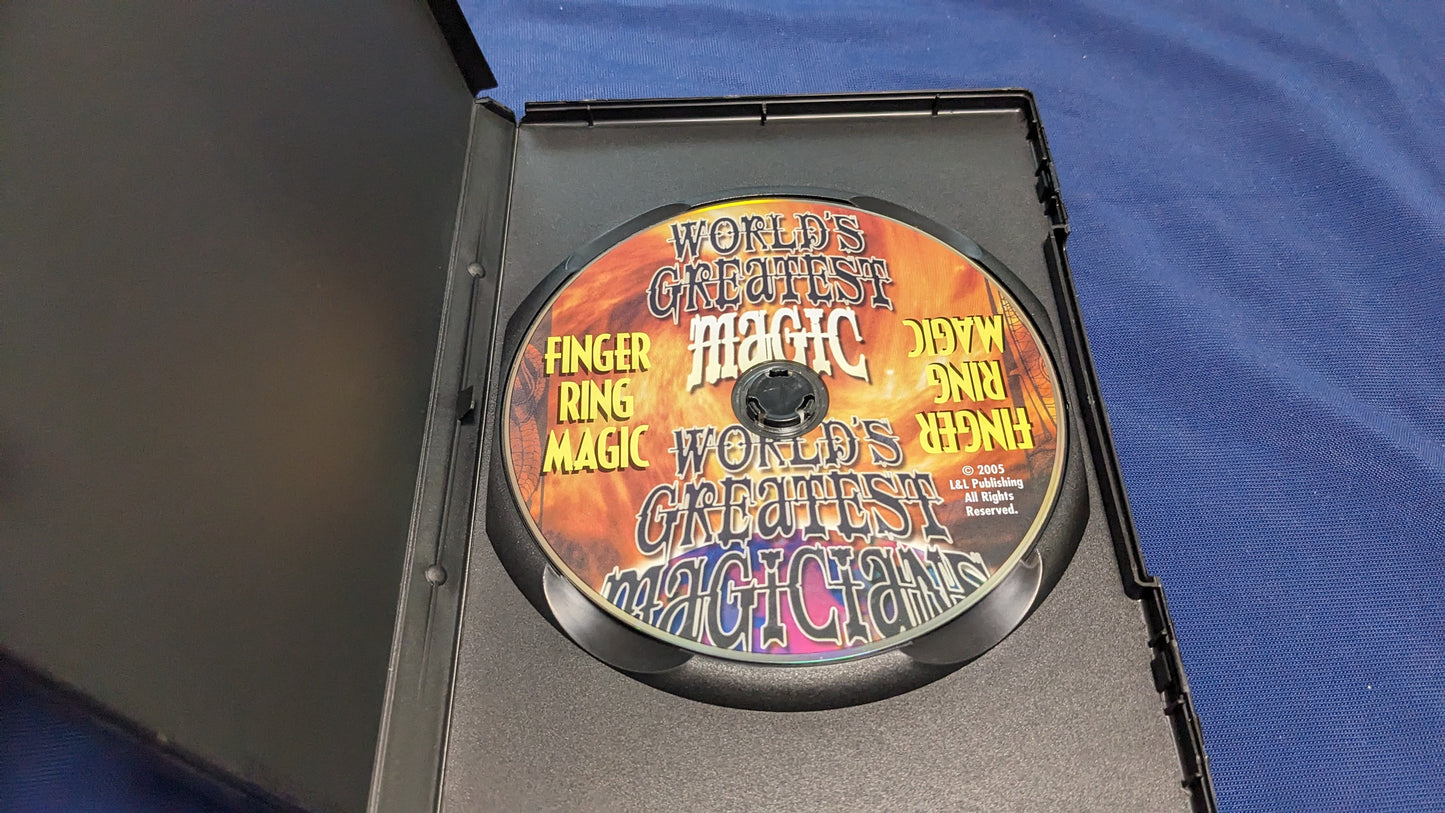 WORLD'S
GREATEST
MAGIC
FINGER
RING
MAGIC
FINGER
RING
MAGIC
WORLD'S
GREATEST
MAGICIANS
© 2005
L&L Publishing
All Rights
Reserved.